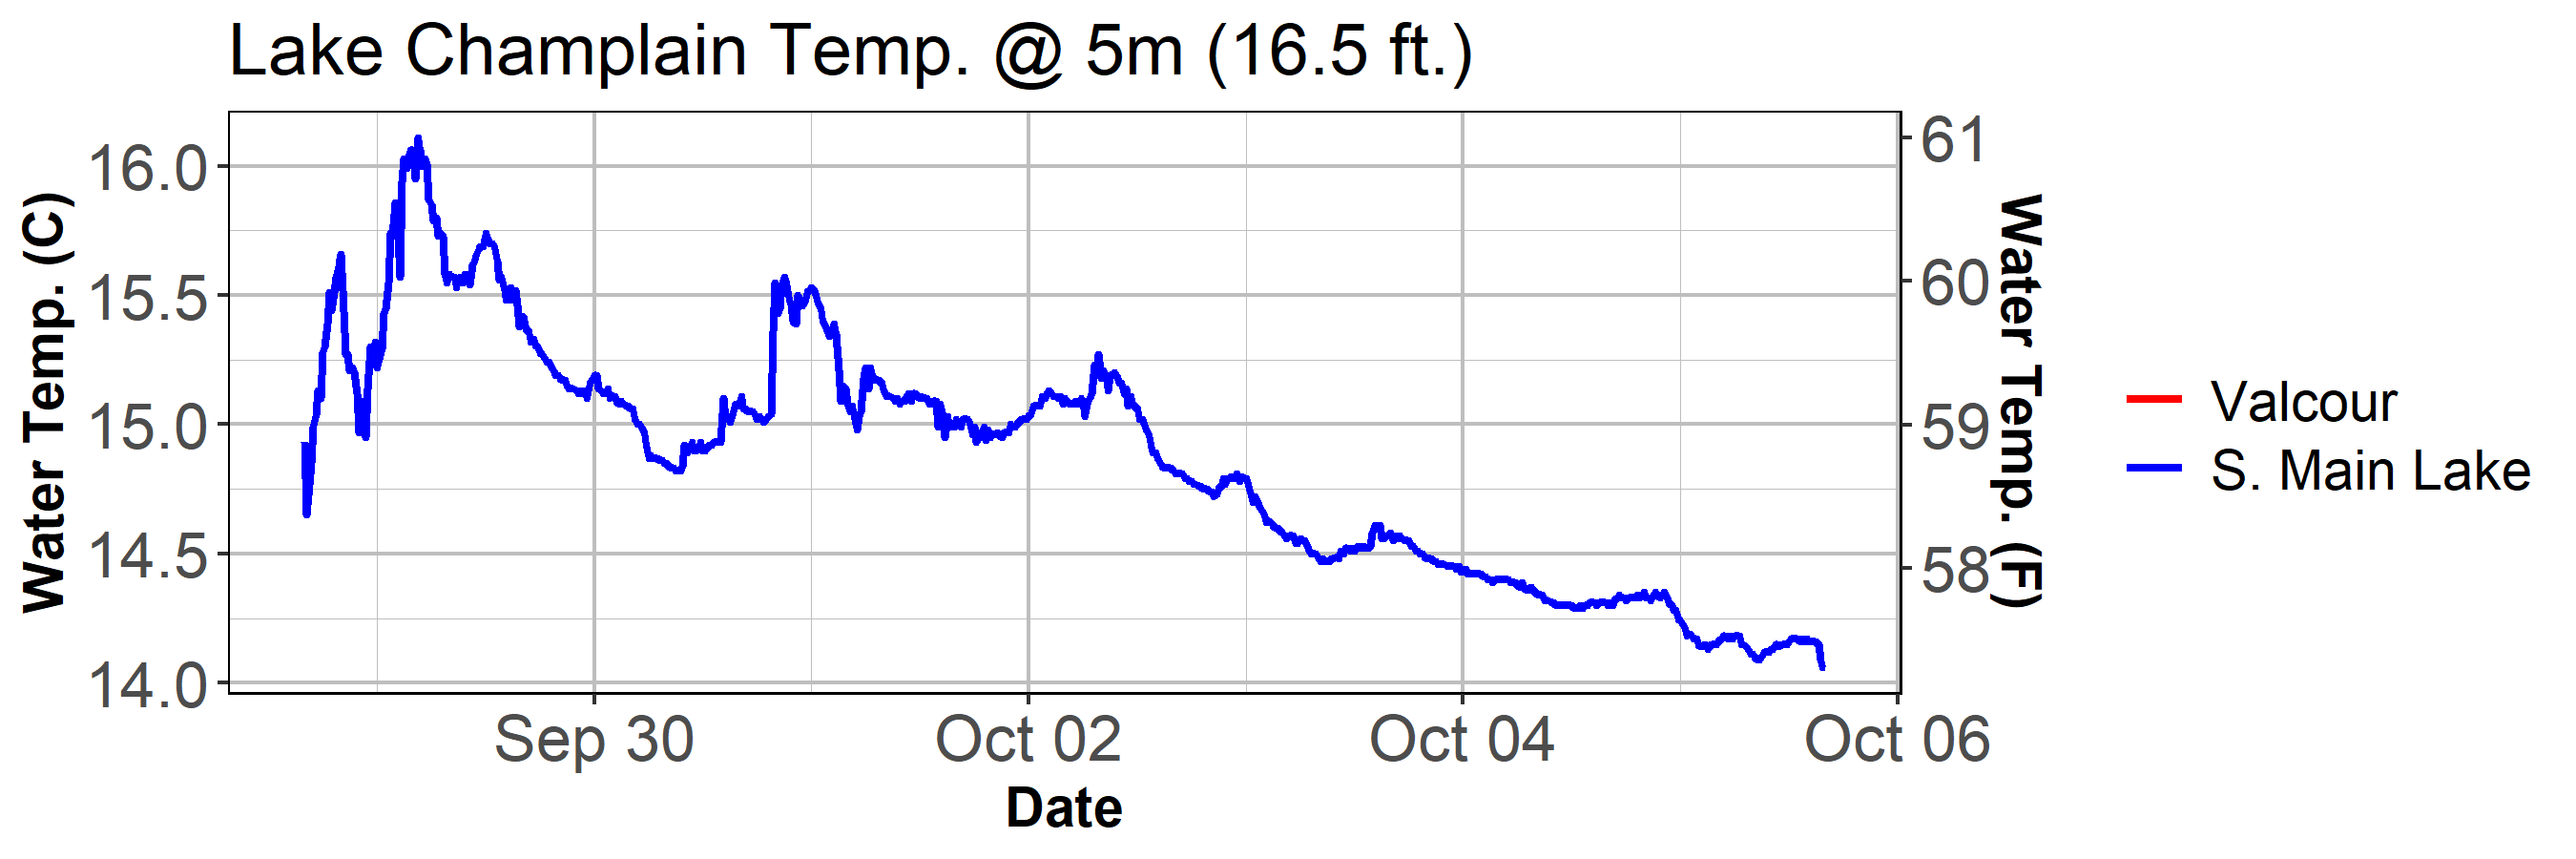 Lake Champlain Temp. @ 5m (16.5 ft.)
Water Temp. (C)
16.0
15.5
15.0
14.5
14.0
61
60
59
58
Water Temp. (F)
Sep 30
Oct 02
Oct 04
Oct 06
Date
Valcour
S. Main Lake